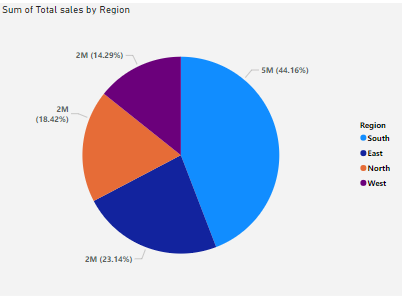 Sum of Total sales by Region
2M (14.29%)
5M (44.16%)
2M
(18.42%)
2M (23.14%)
Region
South
East
North
West